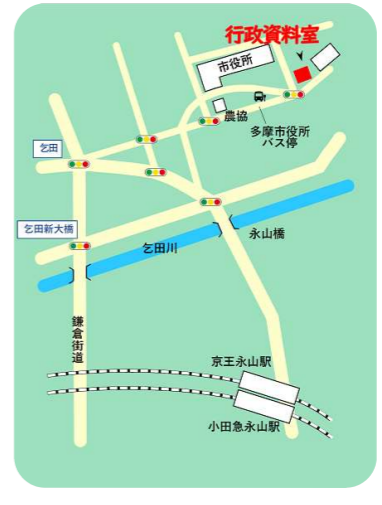 行政資料室
市役所
農協
多摩市役所
バス停
乞田
乞田新大橋
永山橋
乞田川
鎌倉街道
京王永山駅
小田急永山駅